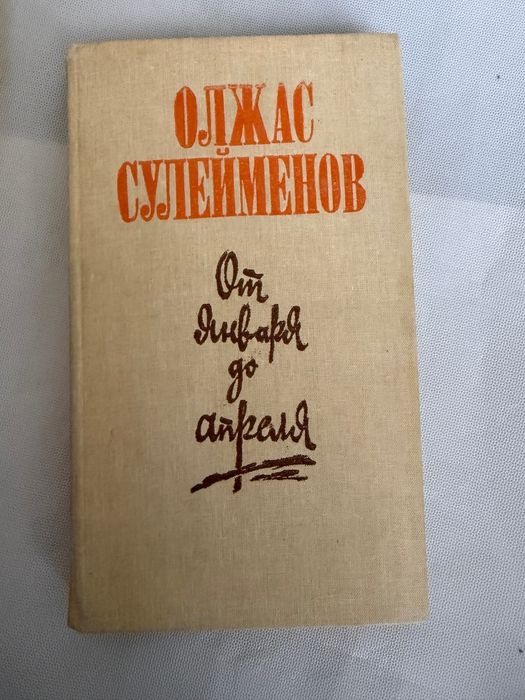 ОЛЖАС
СУЛЕЙМЕНОВ
От
января
до
апреля